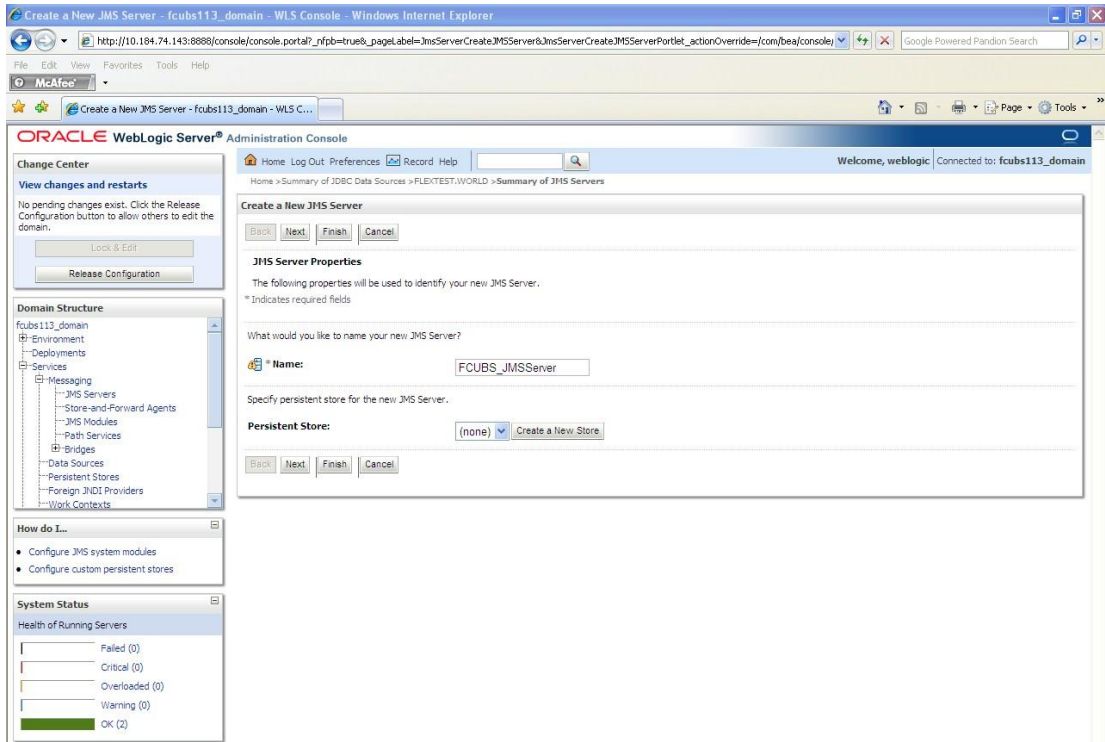 Create a New JMS Server - fcubs113_domain - WLS Console - Windows Internet Explorer
http://10.184.74.143:8888/console/console.portal?_nfpb=true&_pageLabel=JmsServerCreateJMSServer&JmsServerCreateJMSServerPortlet_actionOverride=/com/bea/console/
Google Powered Pandion Search
File Edit View Favorites Tools Help
McAfee
Create a New JMS Server - fcubs113_domain - WLS C...
Page Tools
ORACLE WebLogic Server® Administration Console
Change Center
View changes and restarts
No pending changes exist. Click the Release
Configuration button to allow others to edit the
domain.
Lock & Edit
Release Configuration
Domain Structure
fcubs113_domain
Environment
Deployments
Services
Messaging
JMS Servers
Store-and-Forward Agents
JMS Modules
Path Services
Bridges
Data Sources
Persistent Stores
Foreign JNDI Providers
Work Contexts
How do I...
Configure JMS system modules
Configure custom persistent stores
System Status
Health of Running Servers
Failed (0)
Critical (0)
Overloaded (0)
Warning (0)
OK (2)
Home Log Out Preferences Record Help
Welcome, weblogic Connected to: fcubs113_domain
Home >Summary of JDBC Data Sources >FLEXTEST.WORLD >Summary of JMS Servers
Create a New JMS Server
Back Next Finish Cancel
JMS Server Properties
The following properties will be used to identify your new JMS Server.
* Indicates required fields
What would you like to name your new JMS Server?
* Name: FCUBS_JMSServer
Specify persistent store for the new JMS Server.
Persistent Store: (none) Create a New Store
Back Next Finish Cancel